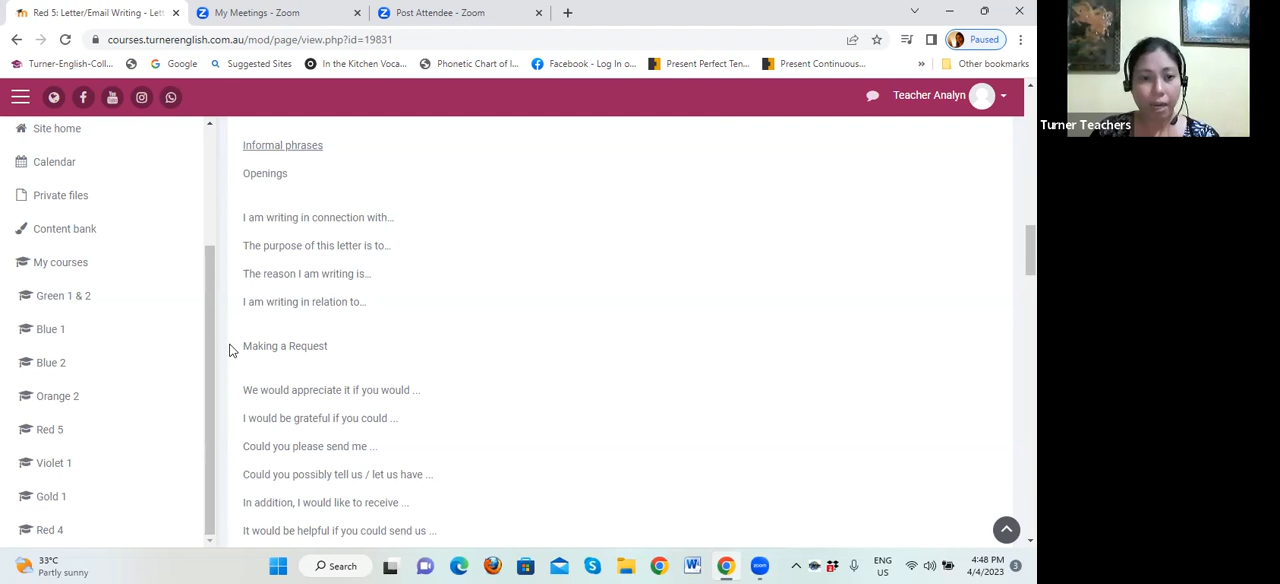 Red 5: Letter/Email Writing - Lett
My Meetings - Zoom
Post Attendee - Zoom
courses.turnerenglish.com.au/mod/page/view.php?id=19831
Paused
Turner-English-Coll...
Google
Suggested Sites
In the Kitchen Voca...
Phonetic Chart of I...
Facebook - Log In o...
Present Perfect Ten...
Present Continuous...
»
Other bookmarks
Teacher Analyn
Turner Teachers
Site home
Calendar
Private files
Content bank
My courses
Green 1 & 2
Blue 1
Blue 2
Orange 2
Red 5
Violet 1
Gold 1
Red 4
Informal phrases
Openings
I am writing in connection with…
The purpose of this letter is to…
The reason I am writing is…
I am writing in relation to…
Making a Request
We would appreciate it if you would ...
I would be grateful if you could ...
Could you please send me ...
Could you possibly tell us / let us have ...
In addition, I would like to receive ...
It would be helpful if you could send us ...
33°C
Partly sunny
Search
ENG
US
4:48 PM
4/4/2023
3